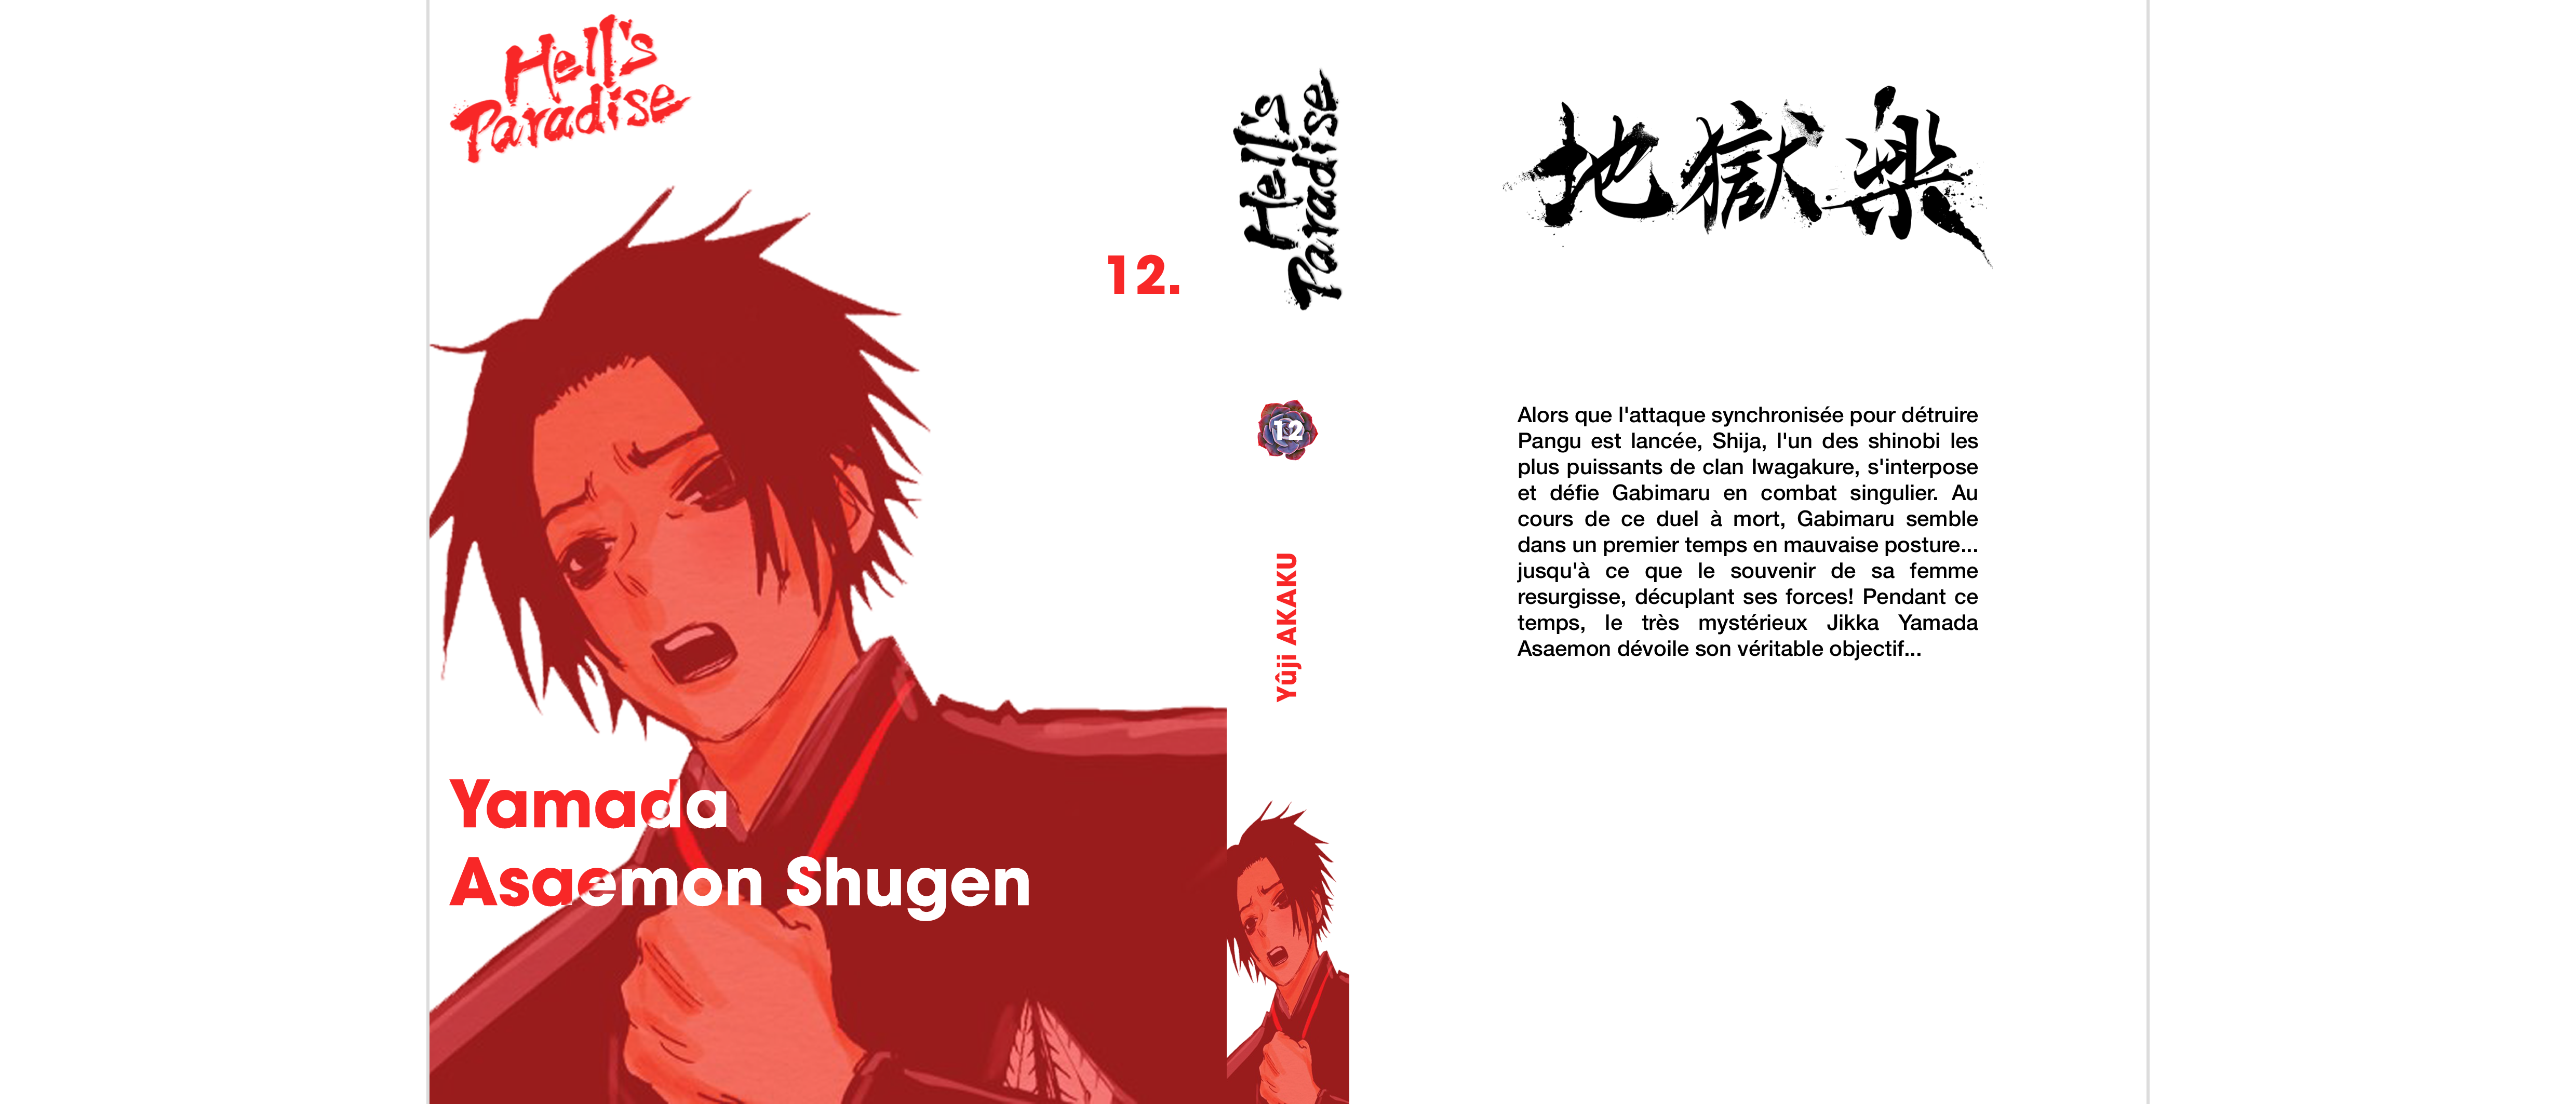 Hell's
Paradise
12.
Yamada
Asaemon Shugen
Hell's
Paradise
12
Yûji AKAKU
地獄楽
Alors que l'attaque synchronisée pour détruire
Pangu est lancée, Shija, l'un des shinobi les
plus puissants de clan Iwagakure, s'interpose
et défie Gabimaru en combat singulier. Au
cours de ce duel à mort, Gabimaru semble
dans un premier temps en mauvaise posture...
jusqu'à ce que le souvenir de sa femme
resurgisse, décuplant ses forces! Pendant ce
temps, le très mystérieux Jikka Yamada
Asaemon dévoile son véritable objectif...